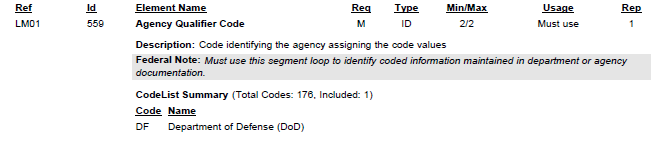 Ref Id Element Name Req Type Min/Max Usage Rep
LM01 559 Agency Qualifier Code M ID 2/2 Must use 1
Description: Code identifying the agency assigning the code values
Federal Note: Must use this segment loop to identify coded information maintained in department or agency
documentation.
CodeList Summary (Total Codes: 176, Included: 1)
Code Name
DF Department of Defense (DoD)